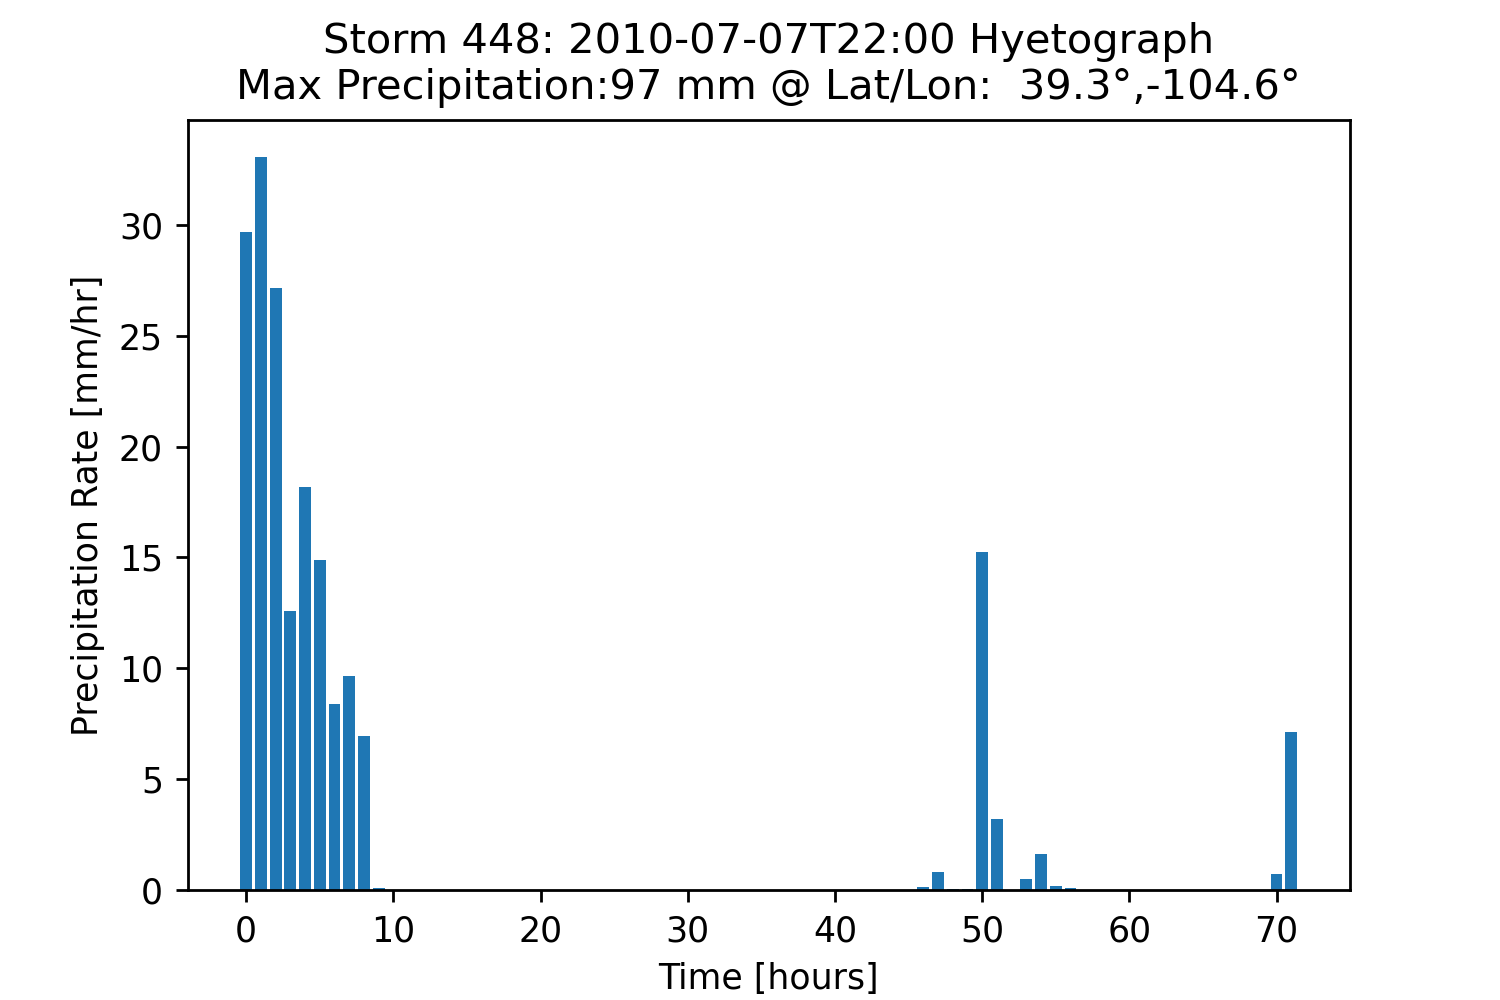 Storm 448: 2010-07-07T22:00 Hyetograph
Max Precipitation:97 mm @ Lat/Lon:  39.3°,-104.6°
Precipitation Rate [mm/hr]
30
25
20
15
10
5
0
0 10 20 30 40 50 60 70
Time [hours]